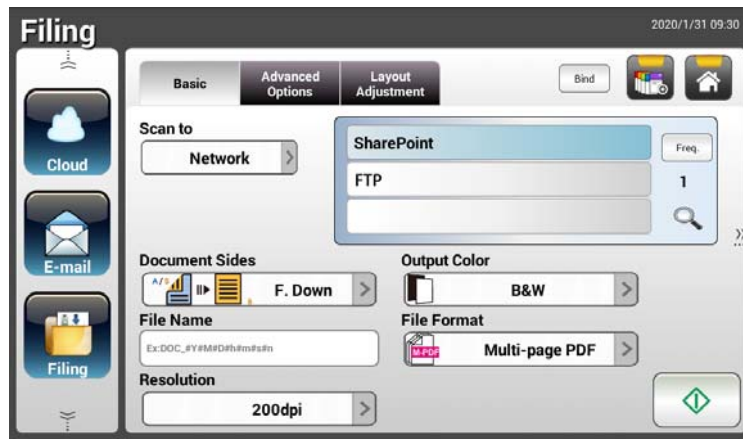 Filing
2020/1/31 09:30
Basic
Advanced
Options
Layout
Adjustment
Bind
Cloud
E-mail
Filing
Scan to
Network
SharePoint
FTP
Freq.
1
Document Sides
F. Down
Output Color
B&W
File Name
Ex:DOC_#Y#M#D#h#m#s#n
File Format
M-PDF
Multi-page PDF
Resolution
200dpi